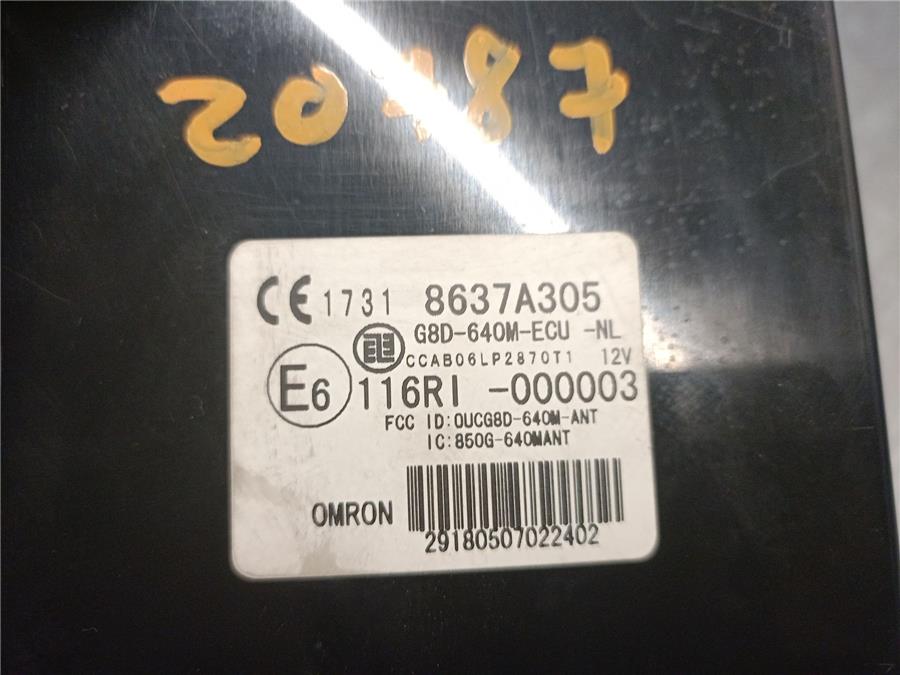 20787
CE 1731 8637A305
G8D-640M-ECU -NL
CCAB06LP2870T1 12V
E6 116RI -000003
FCC ID:OUCG8D-640M-ANT
IC:850G-640MANT
OMRON
29180507022402